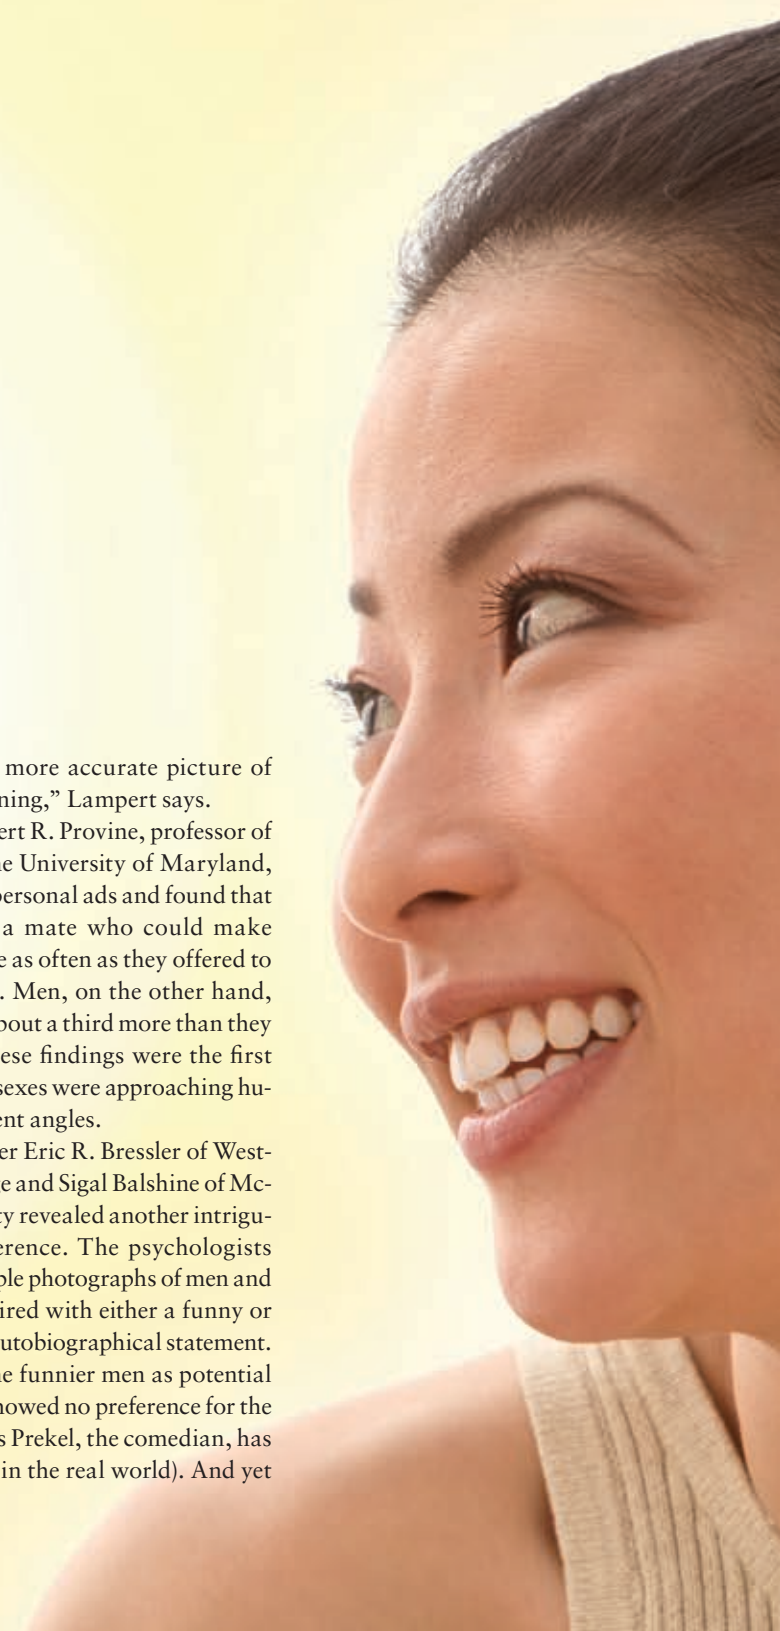 more accurate picture of
ning,” Lampert says.
ert R. Provine, professor of
e University of Maryland,
personal ads and found that
a mate who could make
e as often as they offered to
. Men, on the other hand,
bout a third more than they
ese findings were the first
sexes were approaching hu-
ent angles.
er Eric R. Bressler of West-
ge and Sigal Balshine of Mc-
ty revealed another intrigu-
erence. The psychologists
ple photographs of men and
ired with either a funny or
utobiographical statement.
e funnier men as potential
howed no preference for the
s Prekel, the comedian, has
in the real world). And yet